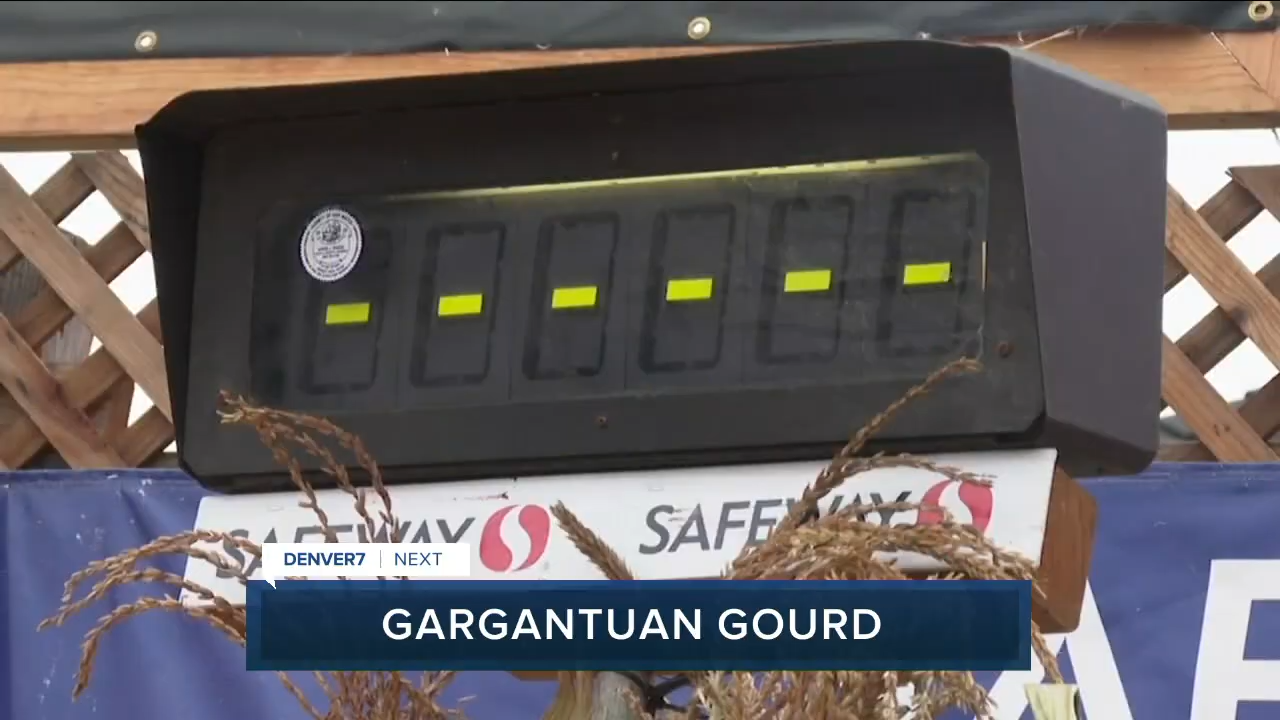 ------
SAFEWAY SAFEWAY
DENVER7 | NEXT
GARGANTUAN GOURD